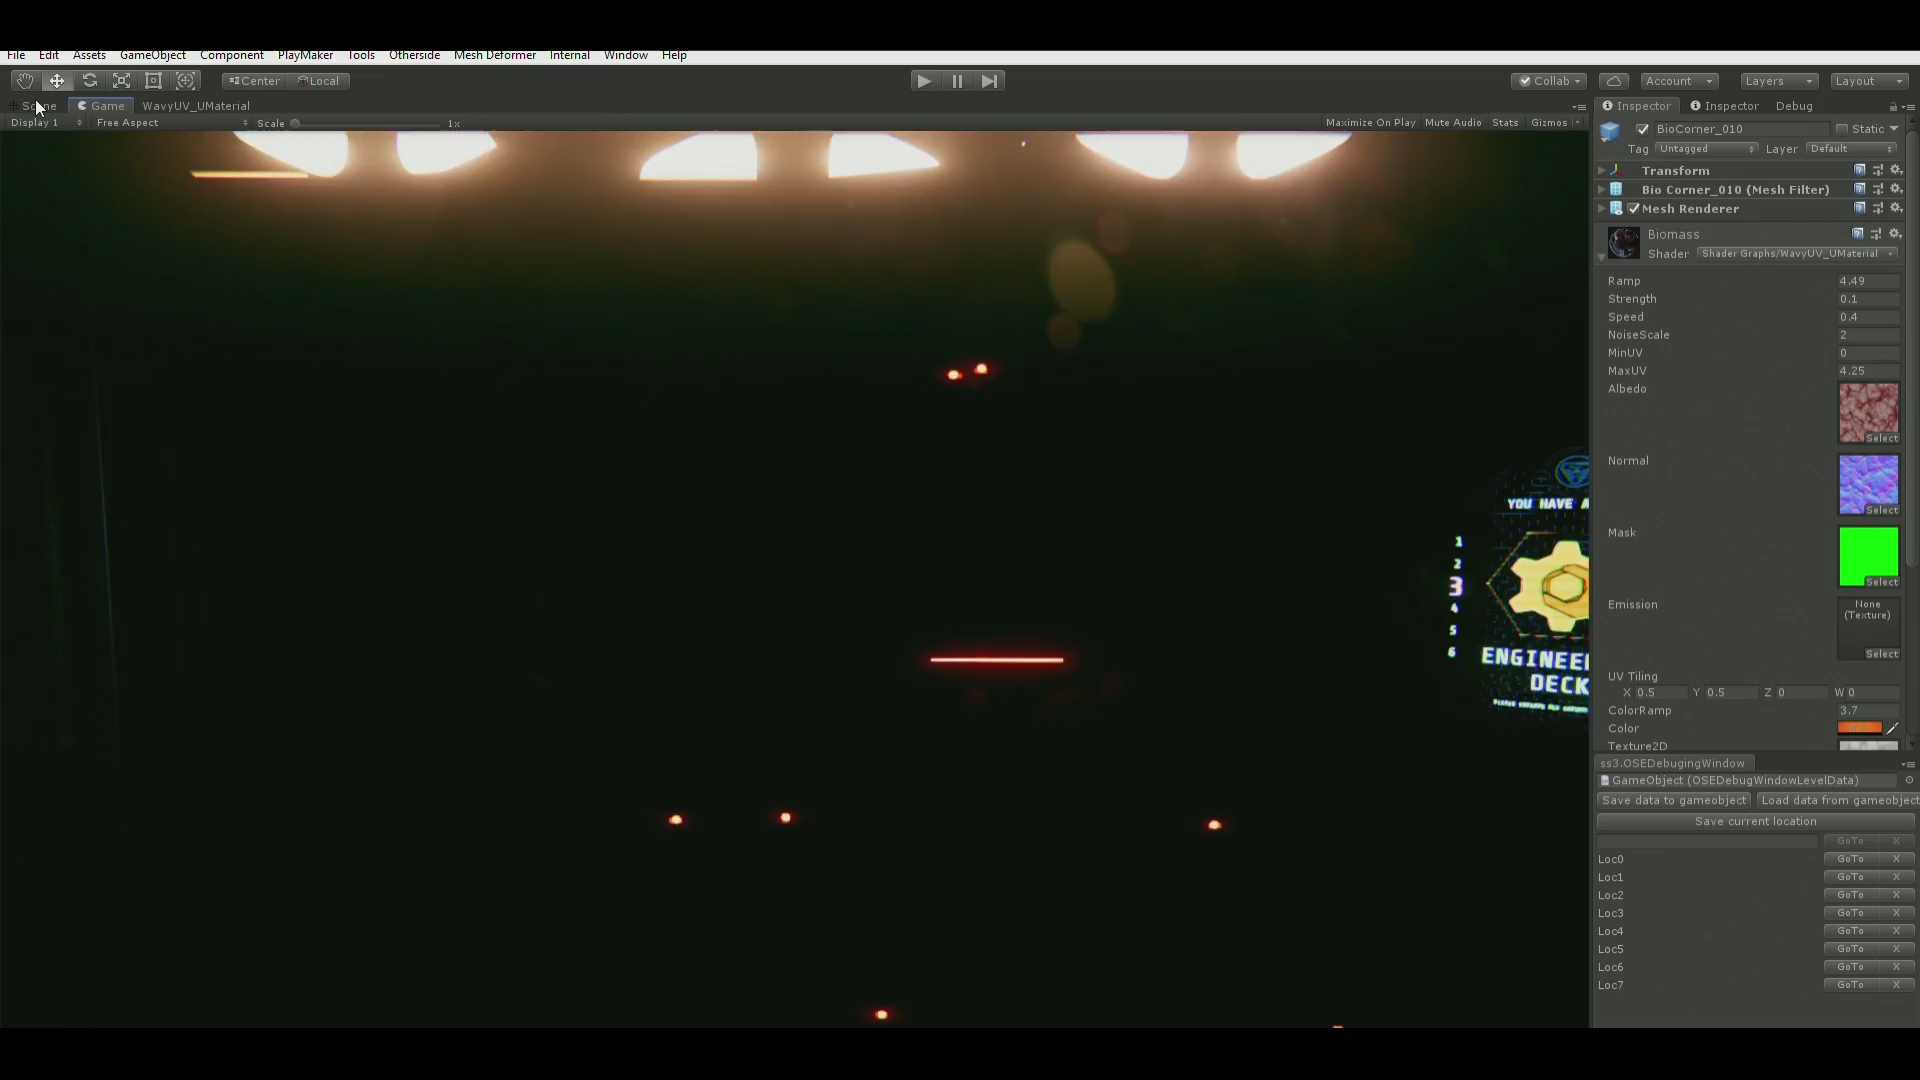 File Edit Assets GameObject Component PlayMaker Tools Otherside Mesh Deformer Internal Window Help
Center Local Collab Account Layers Layout
Scene Game WavyUV_UMaterial
Display 1 Free Aspect Scale 1x Maximize On Play Mute Audio Stats Gizmos
Inspector Inspector Debug
BioCorner_010 Static
Tag Untagged Layer Default
Transform
Bio Corner_010 (Mesh Filter)
Mesh Renderer
Biomass
Shader Shader Graphs/WavyUV_UMaterial
Ramp 4.49
Strength 0.1
Speed 0.4
NoiseScale 2
MinUV 0
MaxUV 4.25
Albedo
Select
Normal
Select
Mask
Select
Emission
None
(Texture)
Select
UV Tiling
X 0.5 Y 0.5 Z 0 W 0
ColorRamp 3.7
Color
Texture2D
YOU HAVE A
1
2
3
4
5
6
ENGINEE
DECK
ss3.OSEDebugingWindow
GameObject (OSEDebugWindowLevelData)
Save data to gameobject Load data from gameobject
Save current location
GoTo X
Loc0 GoTo X
Loc1 GoTo X
Loc2 GoTo X
Loc3 GoTo X
Loc4 GoTo X
Loc5 GoTo X
Loc6 GoTo X
Loc7 GoTo X